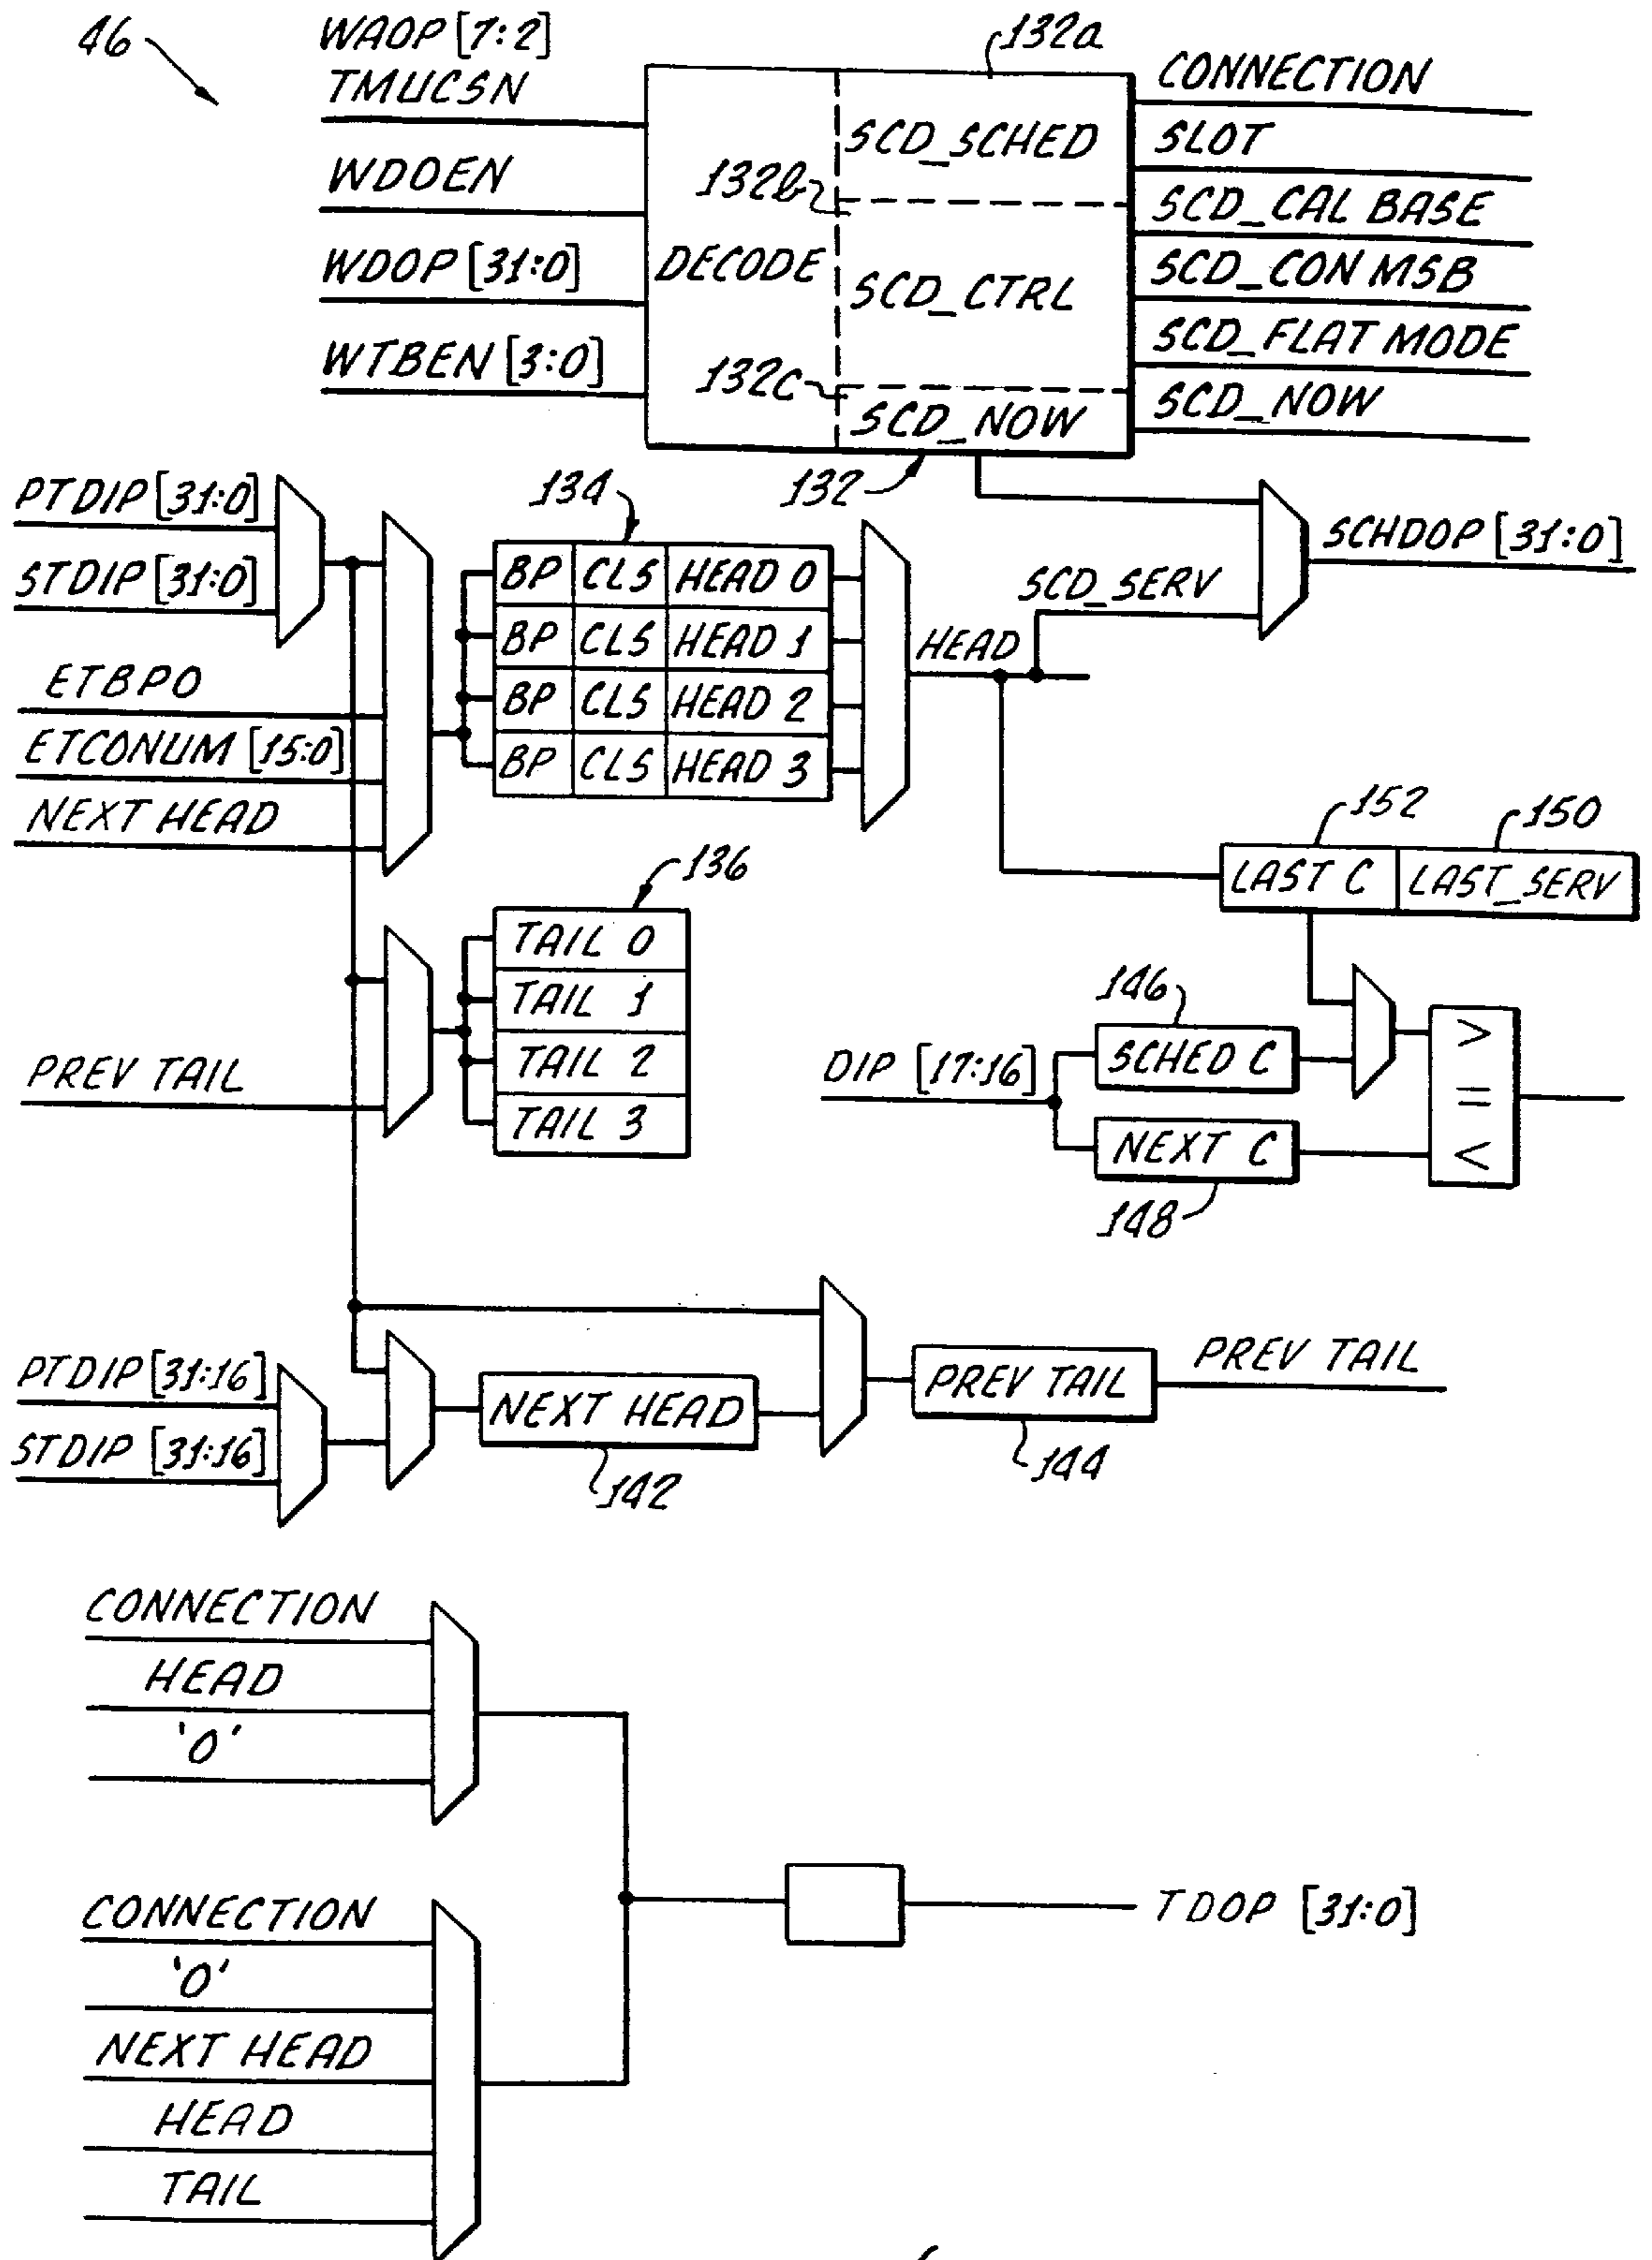 46
WAOP [7:2]
TMUCSN
WDOEN
WDOP [31:0]
WTBEN [3:0]
132a
DECODE
SCD_SCHED
132b
SCD_CTRL
132c
SCD_NOW
132
CONNECTION
SLOT
SCD_CAL BASE
SCD_CON MSB
SCD_FLAT MODE
SCD_NOW
PTDIP [31:0]
STDIP [31:0]
ETBPO
ETCONUM [15:0]
NEXT HEAD
134
BP CLS HEAD 0
BP CLS HEAD 1
BP CLS HEAD 2
BP CLS HEAD 3
HEAD
SCD_SERV
SCHDOP [31:0]
152
150
LAST C LAST_SERV
136
TAIL 0
TAIL 1
TAIL 2
TAIL 3
PREV TAIL
DIP [17:16]
146
SCHED C
NEXT C
148
>
=
<
PTDIP [31:16]
STDIP [31:16]
NEXT HEAD
142
PREV TAIL
144
PREV TAIL
CONNECTION
HEAD
'0'
CONNECTION
'0'
NEXT HEAD
HEAD
TAIL
TDOP [31:0]